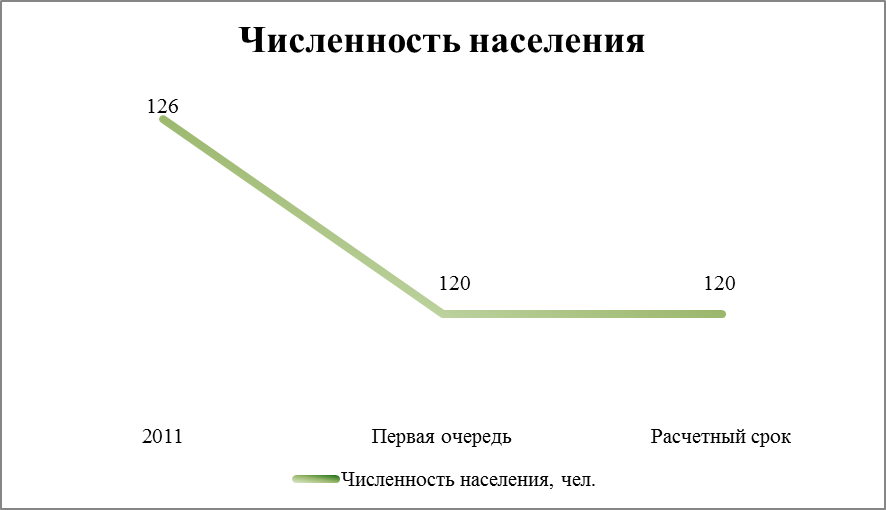 Численность населения
126
120
120
2011
Первая очередь
Расчетный срок
Численность населения, чел.